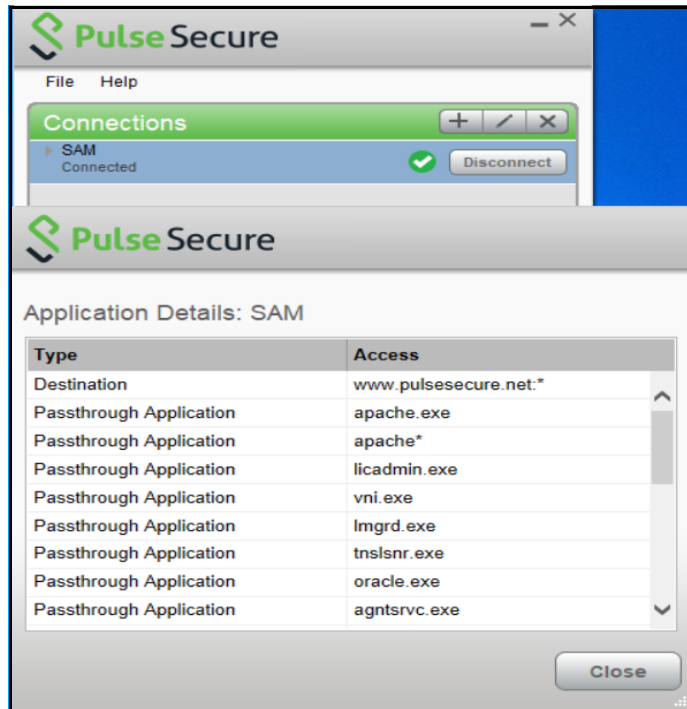 Pulse Secure
File Help
Connections
SAM
Connected
Disconnect
Pulse Secure
Application Details: SAM
Type Access
Destination www.pulsesecure.net:*
Passthrough Application apache.exe
Passthrough Application apache*
Passthrough Application licadmin.exe
Passthrough Application vni.exe
Passthrough Application lmgrd.exe
Passthrough Application tnslsnr.exe
Passthrough Application oracle.exe
Passthrough Application agntsrvc.exe
Close